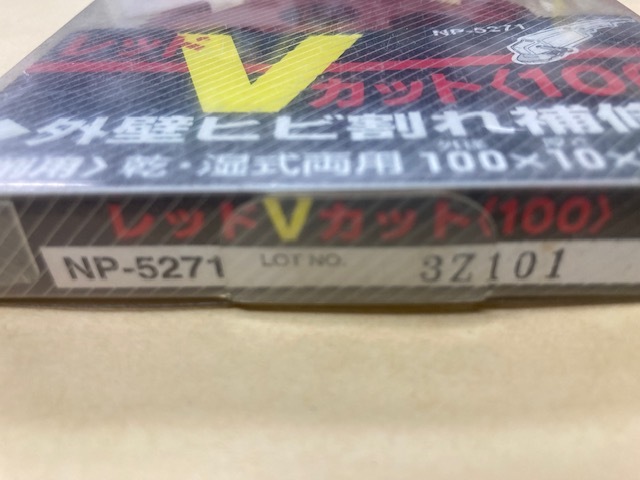 レッド
V
カット〈100
NP-5271
◆外壁ヒビ割れ補修
用〉乾・湿式両用 100×10×
レッドVカット〈100〉
NP-5271 LOT NO. 3Z101